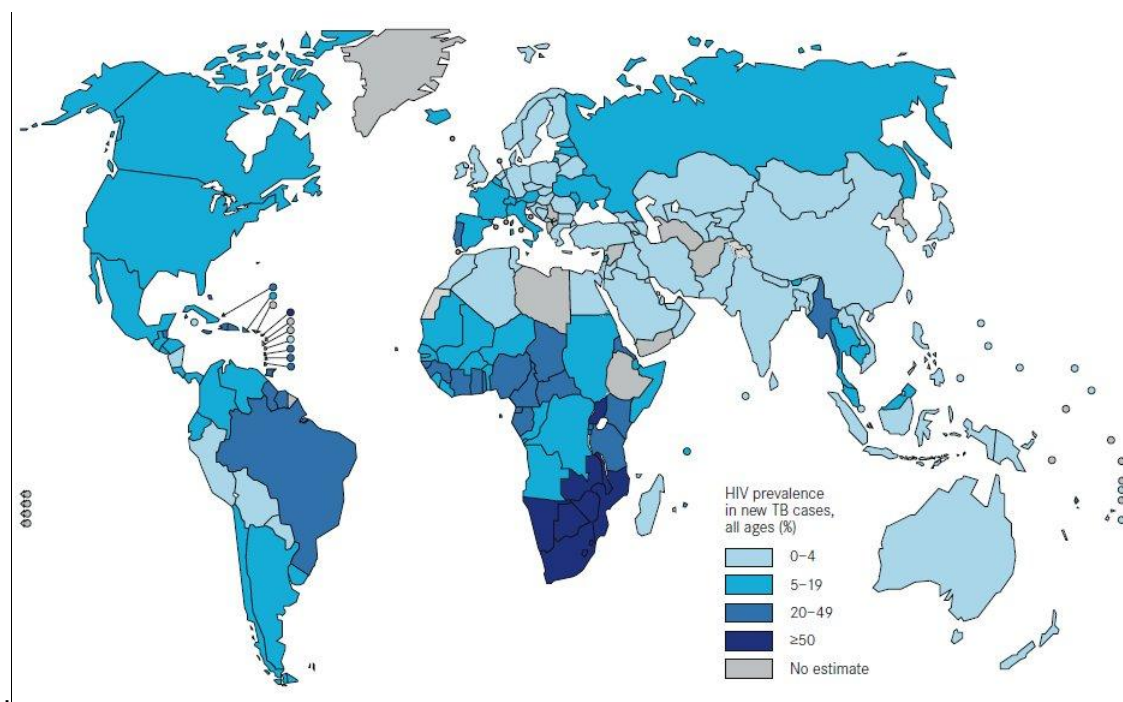 HIV prevalence
in new TB cases,
all ages (%)
0–4
5–19
20–49
≥50
No estimate